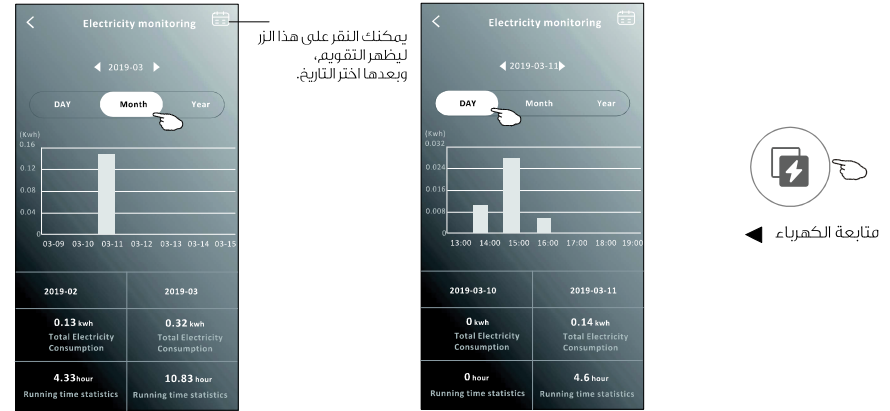 Electricity monitoring
2019-03
DAY Month Year
(Kwh)
0.16
0.12
0.08
0.04
0
03-09 03-10 03-11 03-12 03-13 03-14 03-15
2019-02 2019-03
0.13 kwh 0.32 kwh
Total Electricity Total Electricity
Consumption Consumption
4.33hour 10.83 hour
Running time statistics Running time statistics
يمكنك النقر على هذا الزر
ليظهر التقويم،
وبعدها اختر التاريخ.
Electricity monitoring
2019-03-11
DAY Month Year
(Kwh)
0.032
0.024
0.016
0.008
0
13:00 14:00 15:00 16:00 17:00 18:00 19:00
2019-03-10 2019-03-11
0 kwh 0.14 kwh
Total Electricity Total Electricity
Consumption Consumption
0 hour 4.6 hour
Running time statistics Running time statistics
متابعة الكهرباء